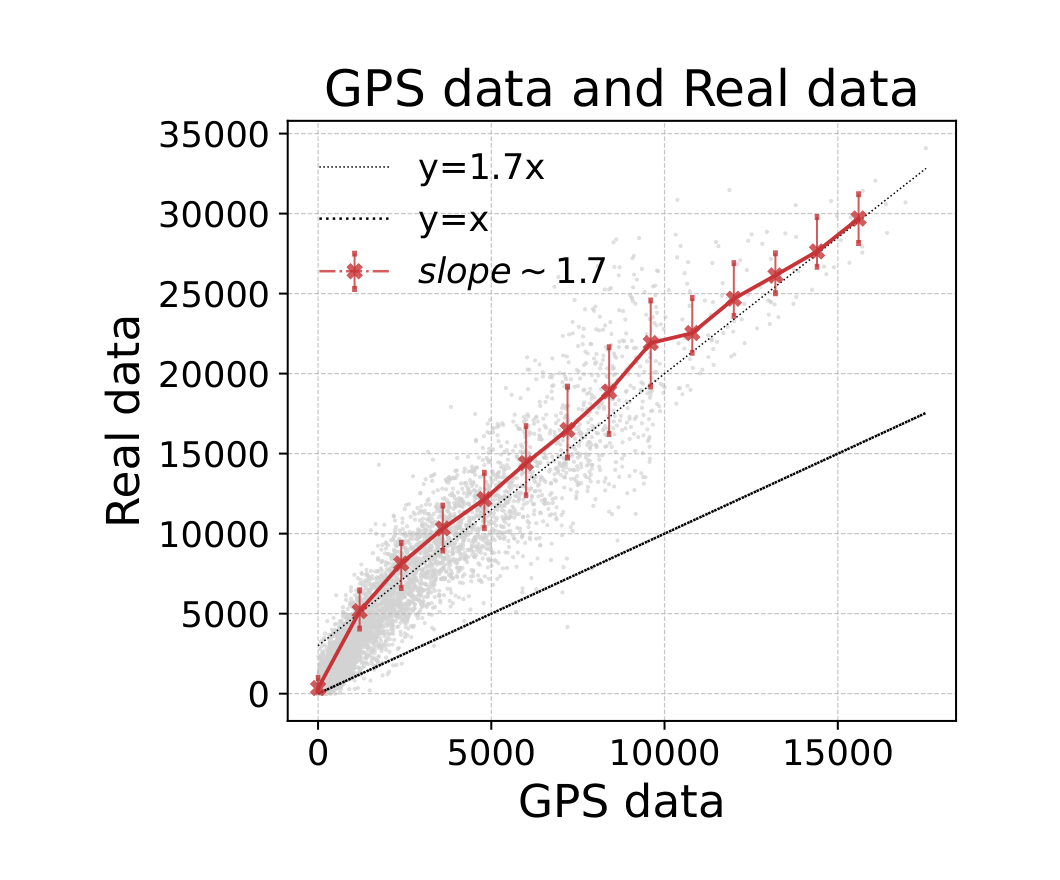 GPS data and Real data
35000
30000
25000
20000
15000
10000
5000
0
Real data
y=1.7x
y=x
slope ~ 1.7
0 5000 10000 15000
GPS data